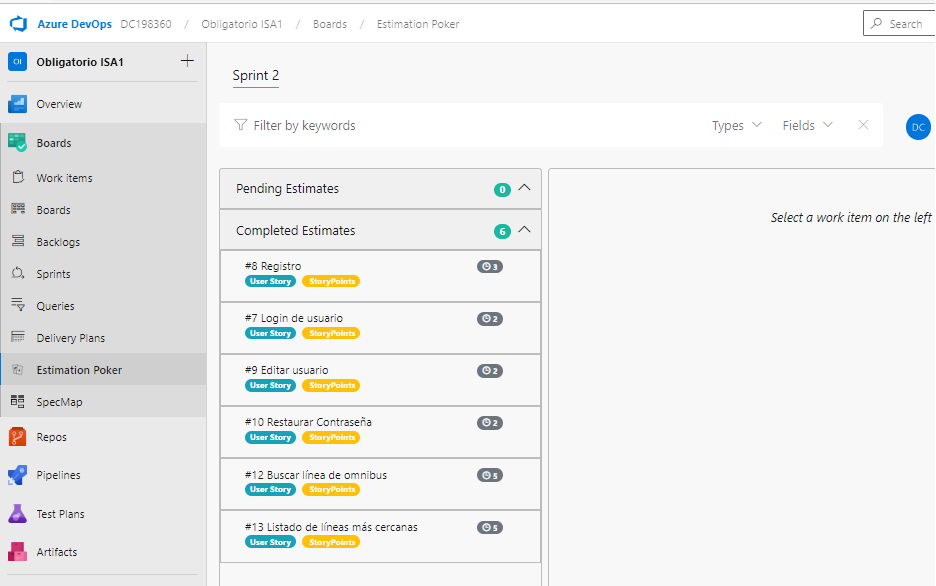 Azure DevOps DC198360 / Obligatorio ISA1 / Boards / Estimation Poker
Search
OI Obligatorio ISA1 +
Overview
Boards
Work items
Boards
Backlogs
Sprints
Queries
Delivery Plans
Estimation Poker
SpecMap
Repos
Pipelines
Test Plans
Artifacts
Sprint 2
Filter by keywords
Types
Fields
DC
Pending Estimates 0
Completed Estimates 6
#8 Registro 3
User Story StoryPoints
#7 Login de usuario 2
User Story StoryPoints
#9 Editar usuario 2
User Story StoryPoints
#10 Restaurar Contraseña 2
User Story StoryPoints
#12 Buscar línea de omnibus 5
User Story StoryPoints
#13 Listado de líneas más cercanas 5
User Story StoryPoints
Select a work item on the left